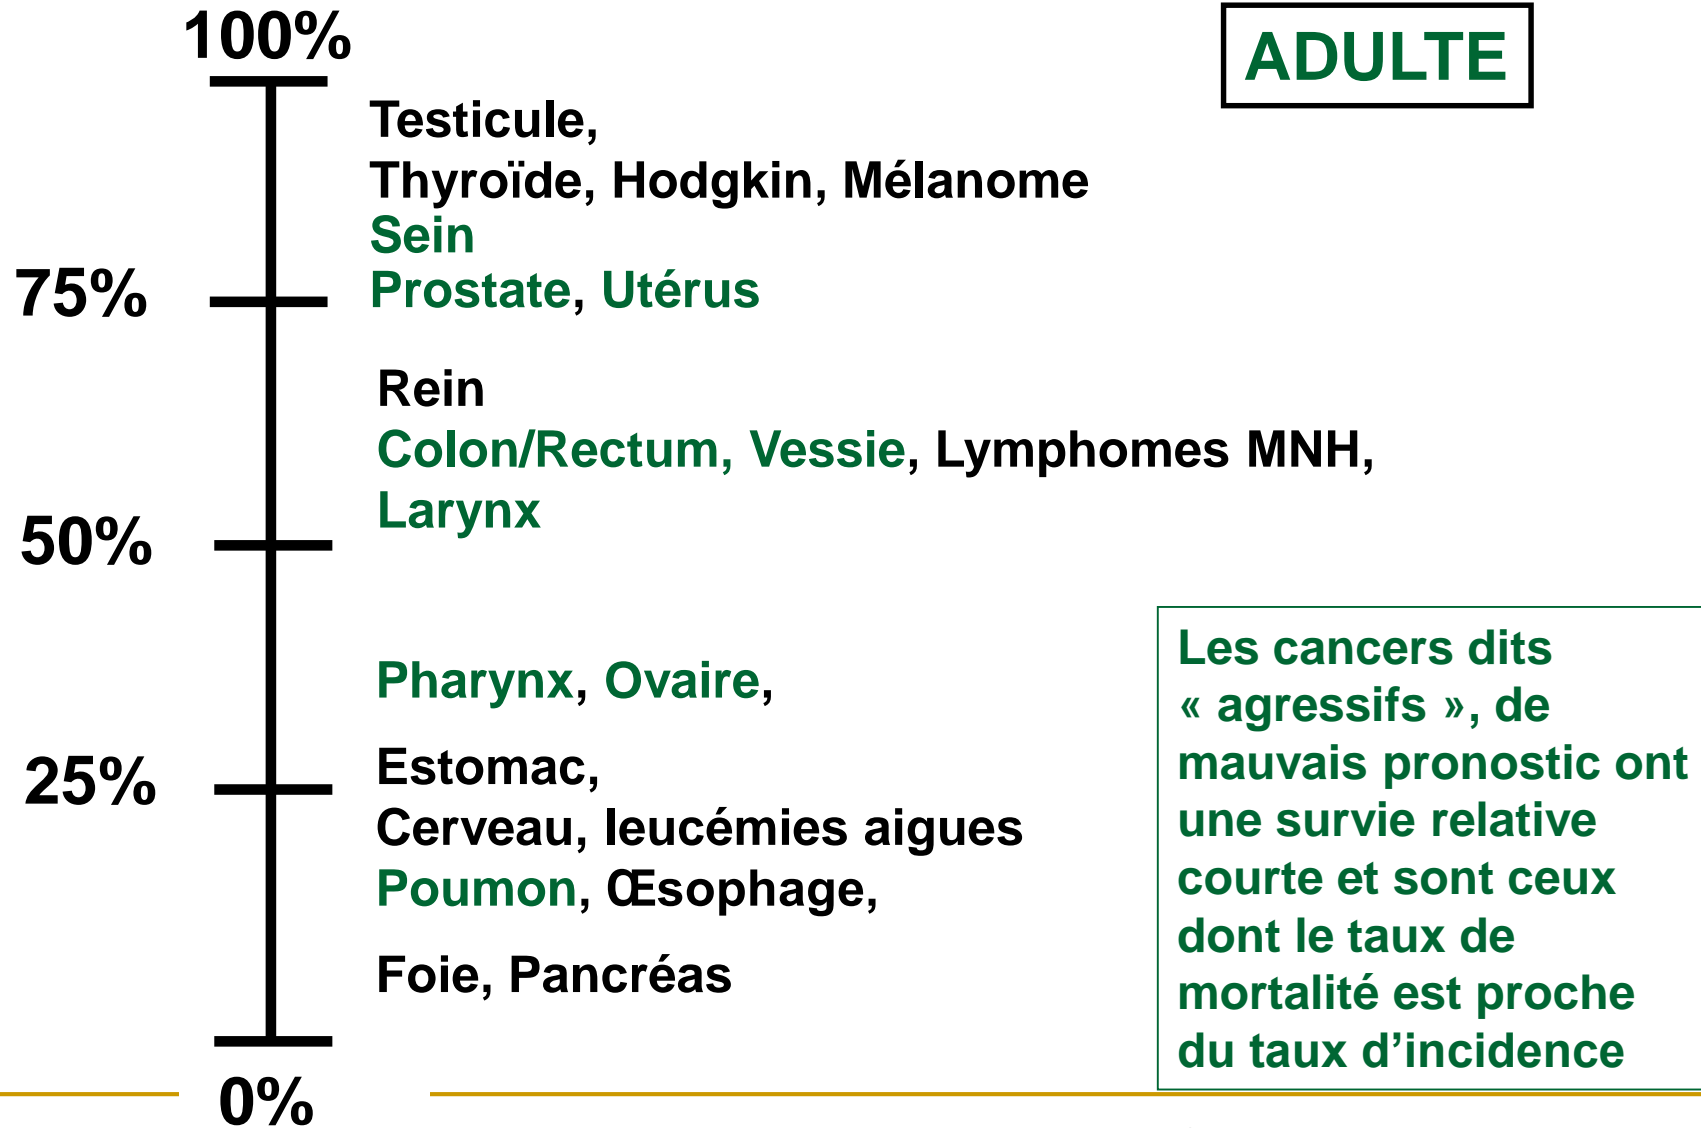 100%
ADULTE
Testicule,
Thyroïde, Hodgkin, Mélanome
Sein
75%
Prostate, Utérus
Rein
Colon/Rectum, Vessie, Lymphomes MNH,
Larynx
50%
Pharynx, Ovaire,
25%
Estomac,
Cerveau, leucémies aigues
Poumon, Œsophage,
Foie, Pancréas
0%
Les cancers dits
« agressifs », de
mauvais pronostic ont
une survie relative
courte et sont ceux
dont le taux de
mortalité est proche
du taux d’incidence